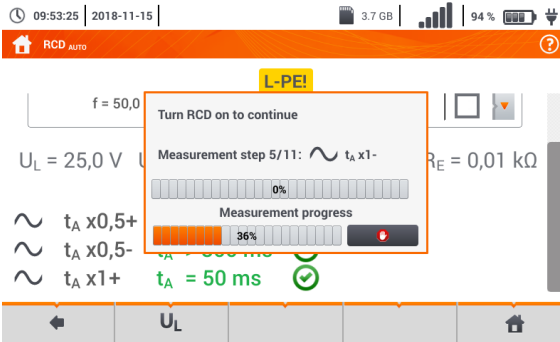 09:53:25 2018-11-15 3.7 GB 94 %
RCD AUTO
L-PE!
f = 50,0
Turn RCD on to continue
Measurement step 5/11: tA x1-
UL = 25,0 V
RE = 0,01 kΩ
0%
Measurement progress
36%
tA x0,5+
tA x0,5-
tA x1+ tA = 50 ms
UL